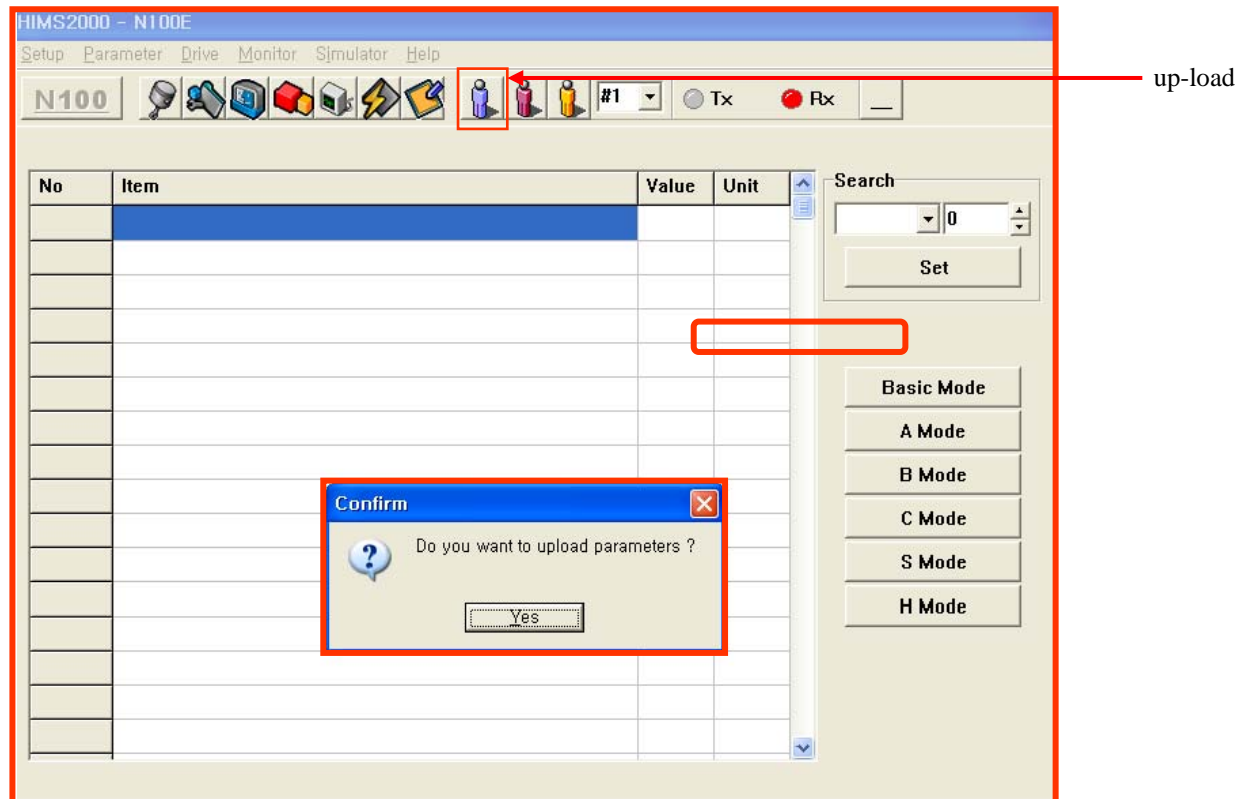 HIMS2000 - N100E
Setup Parameter Drive Monitor Simulator Help
up-load
N100 #1 Tx Rx
No Item Value Unit
Search
0
Set
Basic Mode
A Mode
B Mode
C Mode
S Mode
H Mode
Confirm
Do you want to upload parameters ?
Yes